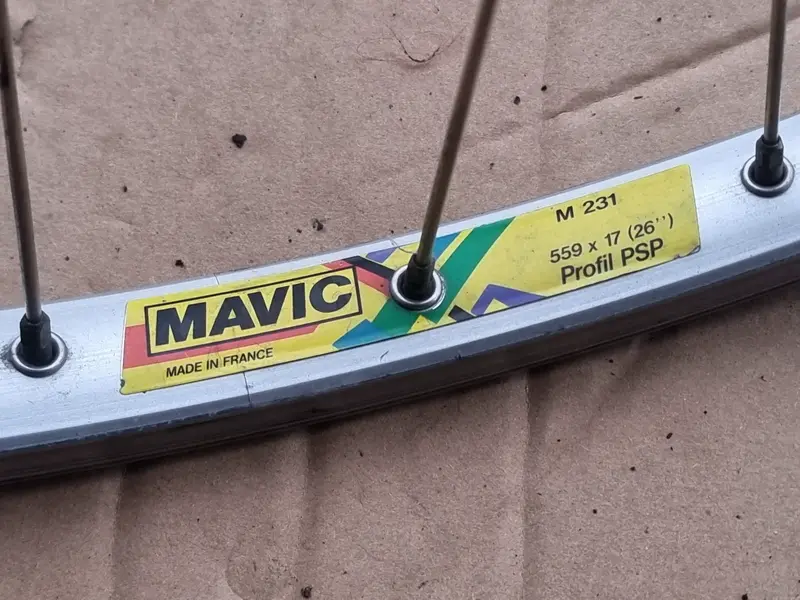 MAVIC
MADE IN FRANCE
M 231
559 x 17 (26'')
Profil PSP